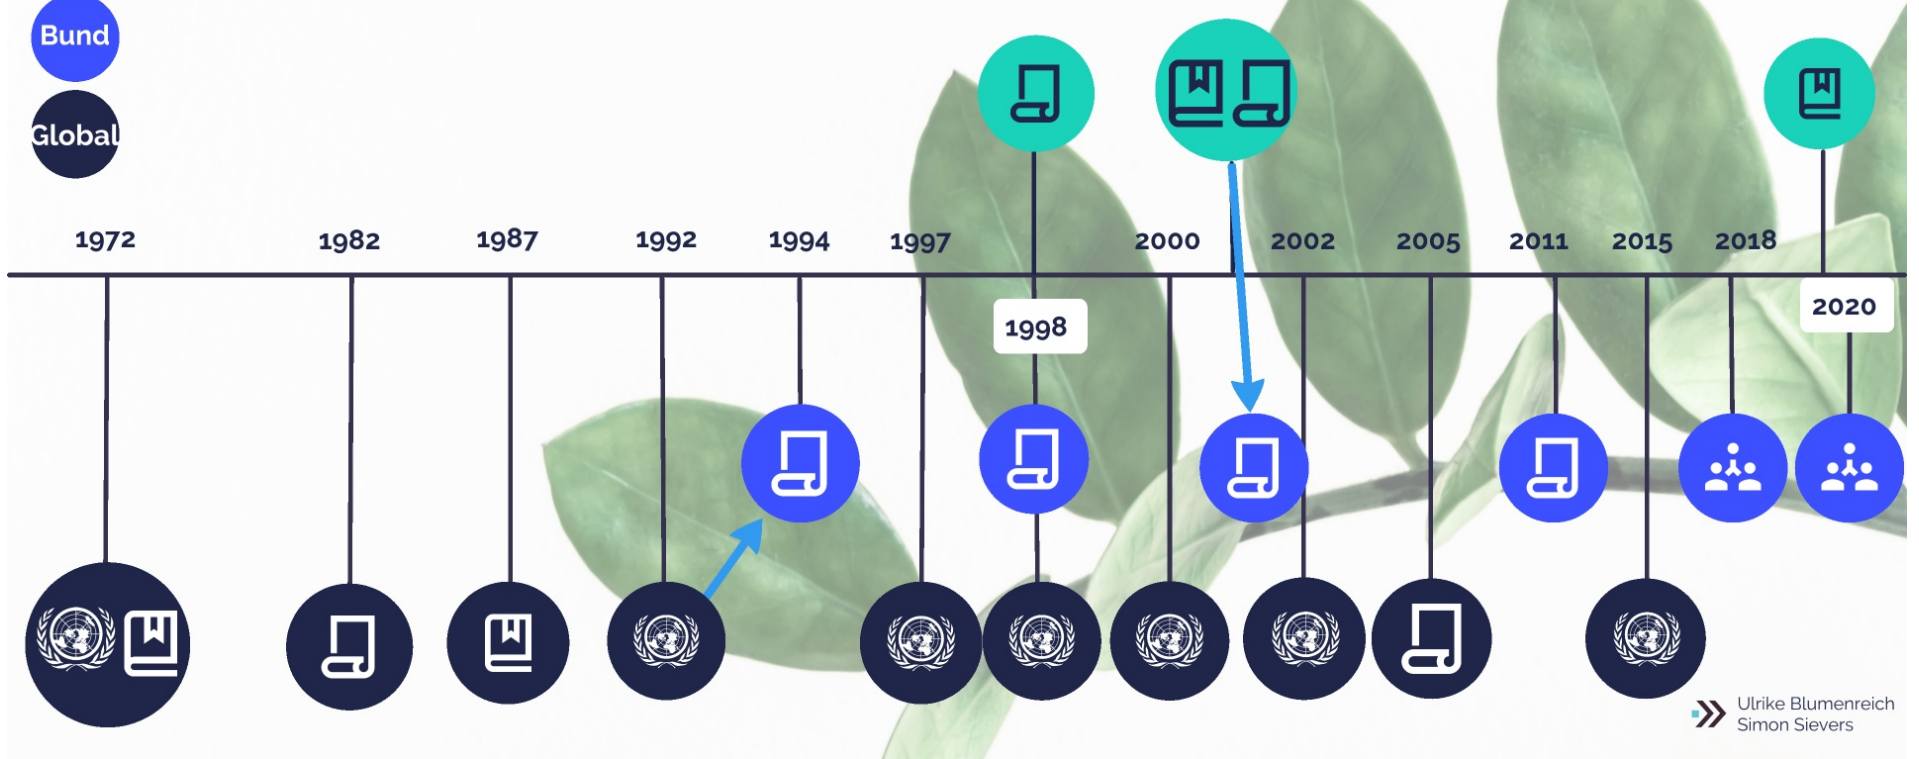 Bund
Global
1972 1982 1987 1992 1994 1997 2000 2002 2005 2011 2015 2018
1998
2020
Ulrike Blumenreich
Simon Sievers